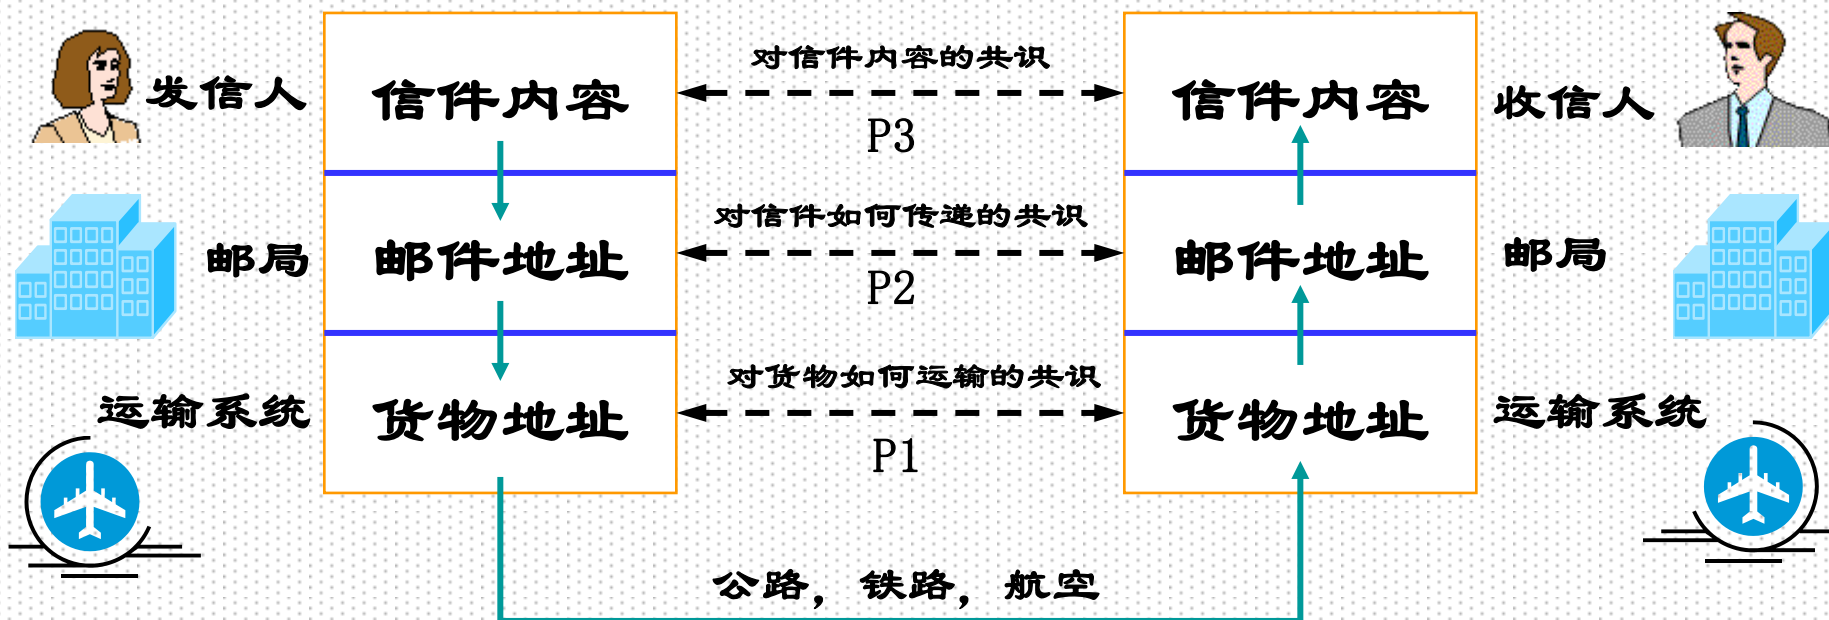 对信件内容的共识
发信人 信件内容 信件内容 收信人
P3
对信件如何传递的共识
邮局 邮件地址 邮件地址 邮局
P2
对货物如何运输的共识
运输系统 货物地址 货物地址 运输系统
P1
公路，铁路，航空